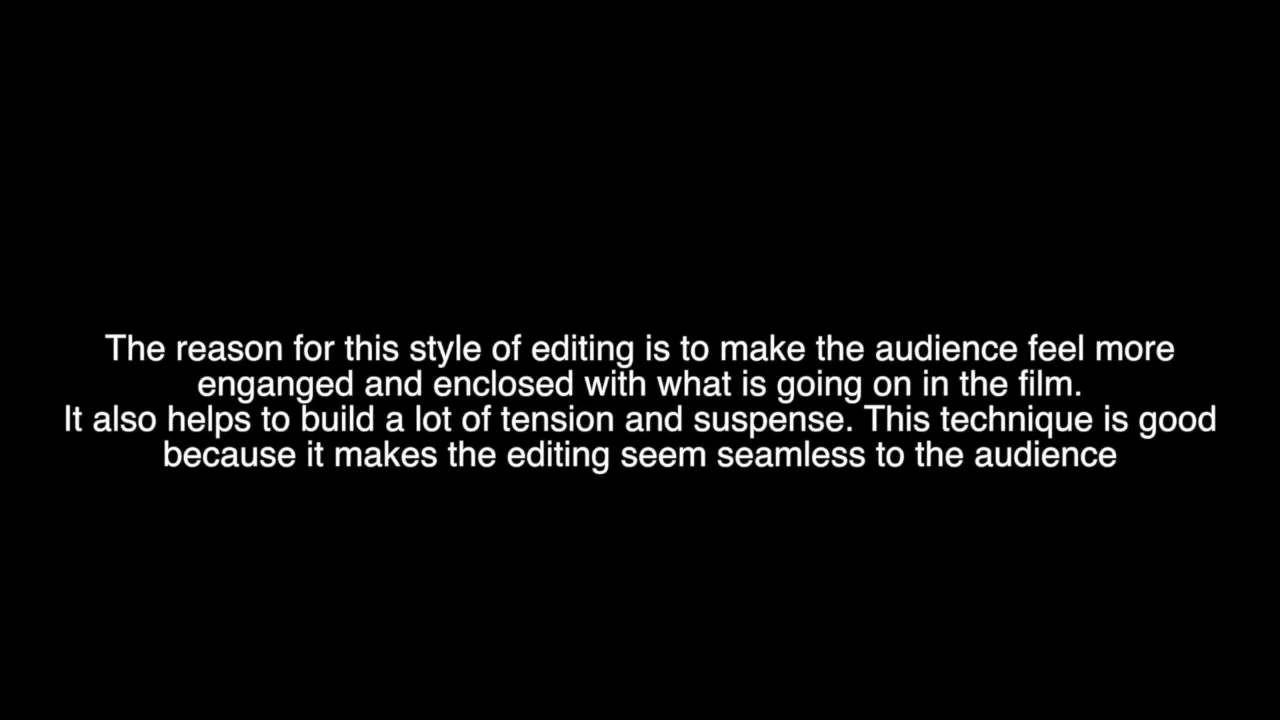 The reason for this style of editing is to make the audience feel more
enganged and enclosed with what is going on in the film.
It also helps to build a lot of tension and suspense. This technique is good
because it makes the editing seem seamless to the audience